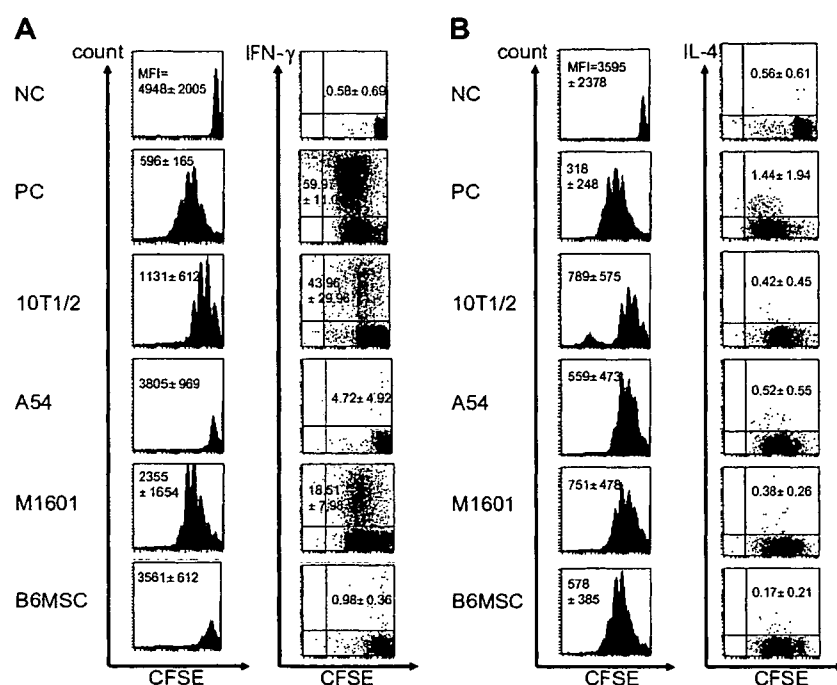 A
B
count
IFN-γ
count
IL-4
NC
MFI=
4948± 2005
0.58± 0.69
NC
MFI=3595
± 2378
0.56± 0.61
PC
596± 165
59.97
± 11.0
PC
318
± 248
1.44± 1.94
10T1/2
1131± 612
43.96
± 29.96
10T1/2
789± 575
0.42± 0.45
A54
3805± 969
4.72± 4.92
A54
559± 473
0.52± 0.55
M1601
2355
± 1654
18.51
± 7.98
M1601
751± 478
0.38± 0.26
B6MSC
3561± 612
0.98± 0.36
B6MSC
578
± 385
0.17± 0.21
CFSE
CFSE
CFSE
CFSE